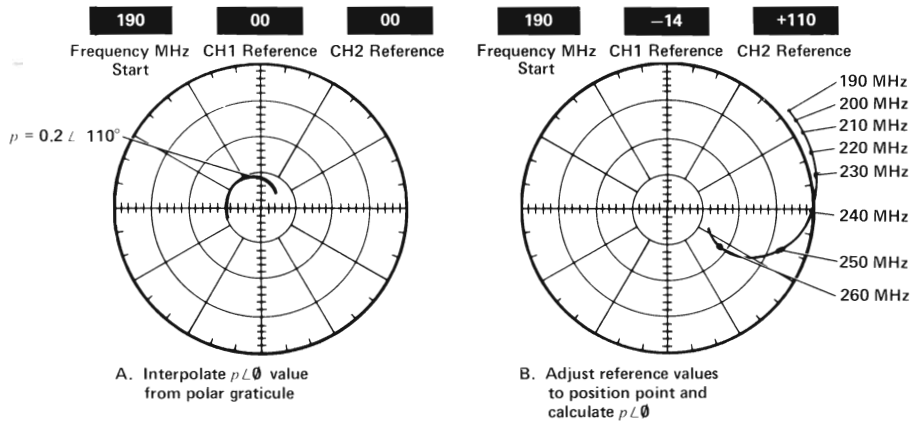 190 00 00
Frequency MHz CH1 Reference CH2 Reference
Start
p = 0.2 ∠ 110°
A. Interpolate p∠Ø value
from polar graticule
190 −14 +110
Frequency MHz CH1 Reference CH2 Reference
Start
190 MHz
200 MHz
210 MHz
220 MHz
230 MHz
240 MHz
250 MHz
260 MHz
B. Adjust reference values
to position point and
calculate p∠Ø